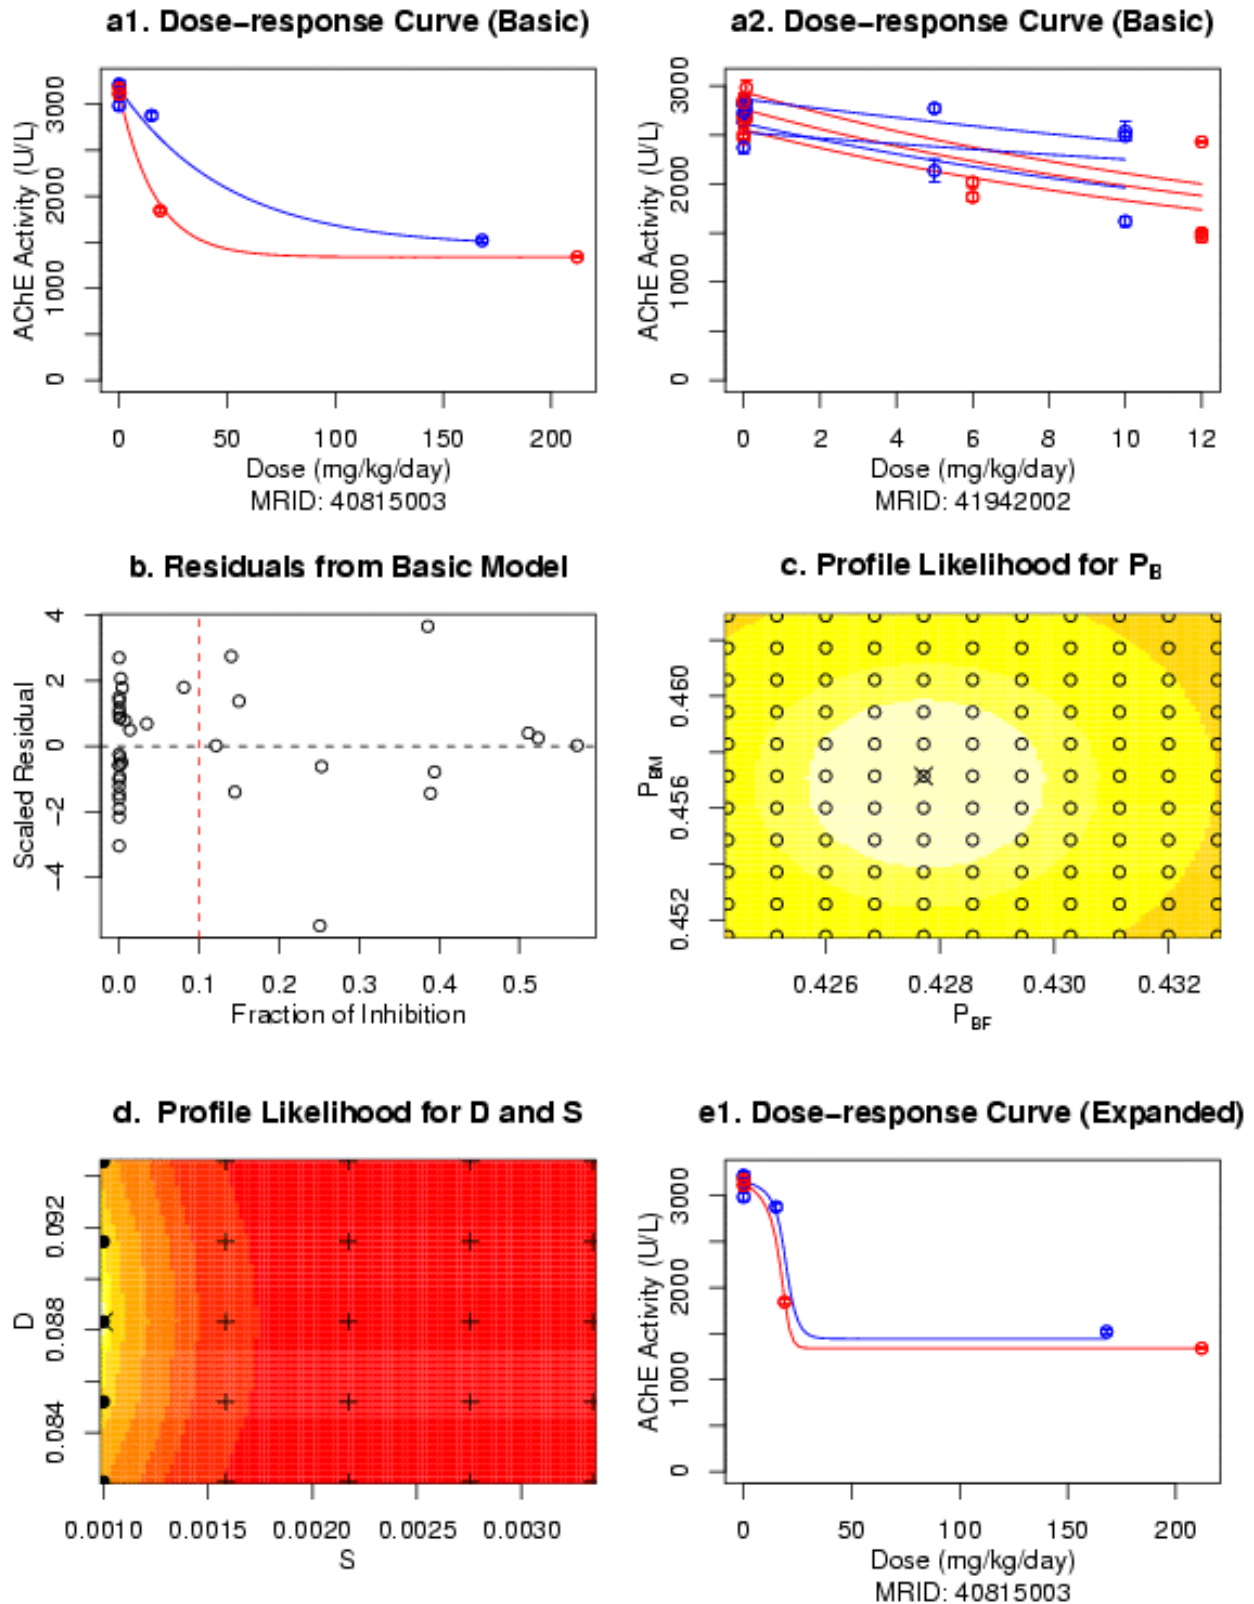 a1. Dose−response Curve (Basic)
AChE Activity (U/L)
0 1000 2000 3000
0 50 100 150 200
Dose (mg/kg/day)
MRID: 40815003
a2. Dose−response Curve (Basic)
AChE Activity (U/L)
0 1000 2000 3000
0 2 4 6 8 10 12
Dose (mg/kg/day)
MRID: 41942002
b. Residuals from Basic Model
Scaled Residual
−4 −2 0 2 4
0.0 0.1 0.2 0.3 0.4 0.5
Fraction of Inhibition
c. Profile Likelihood for PB
PBM
0.452 0.456 0.460
0.426 0.428 0.430 0.432
PBF
d. Profile Likelihood for D and S
D
0.084 0.088 0.092
0.0010 0.0015 0.0020 0.0025 0.0030
S
e1. Dose−response Curve (Expanded)
AChE Activity (U/L)
0 1000 2000 3000
0 50 100 150 200
Dose (mg/kg/day)
MRID: 40815003